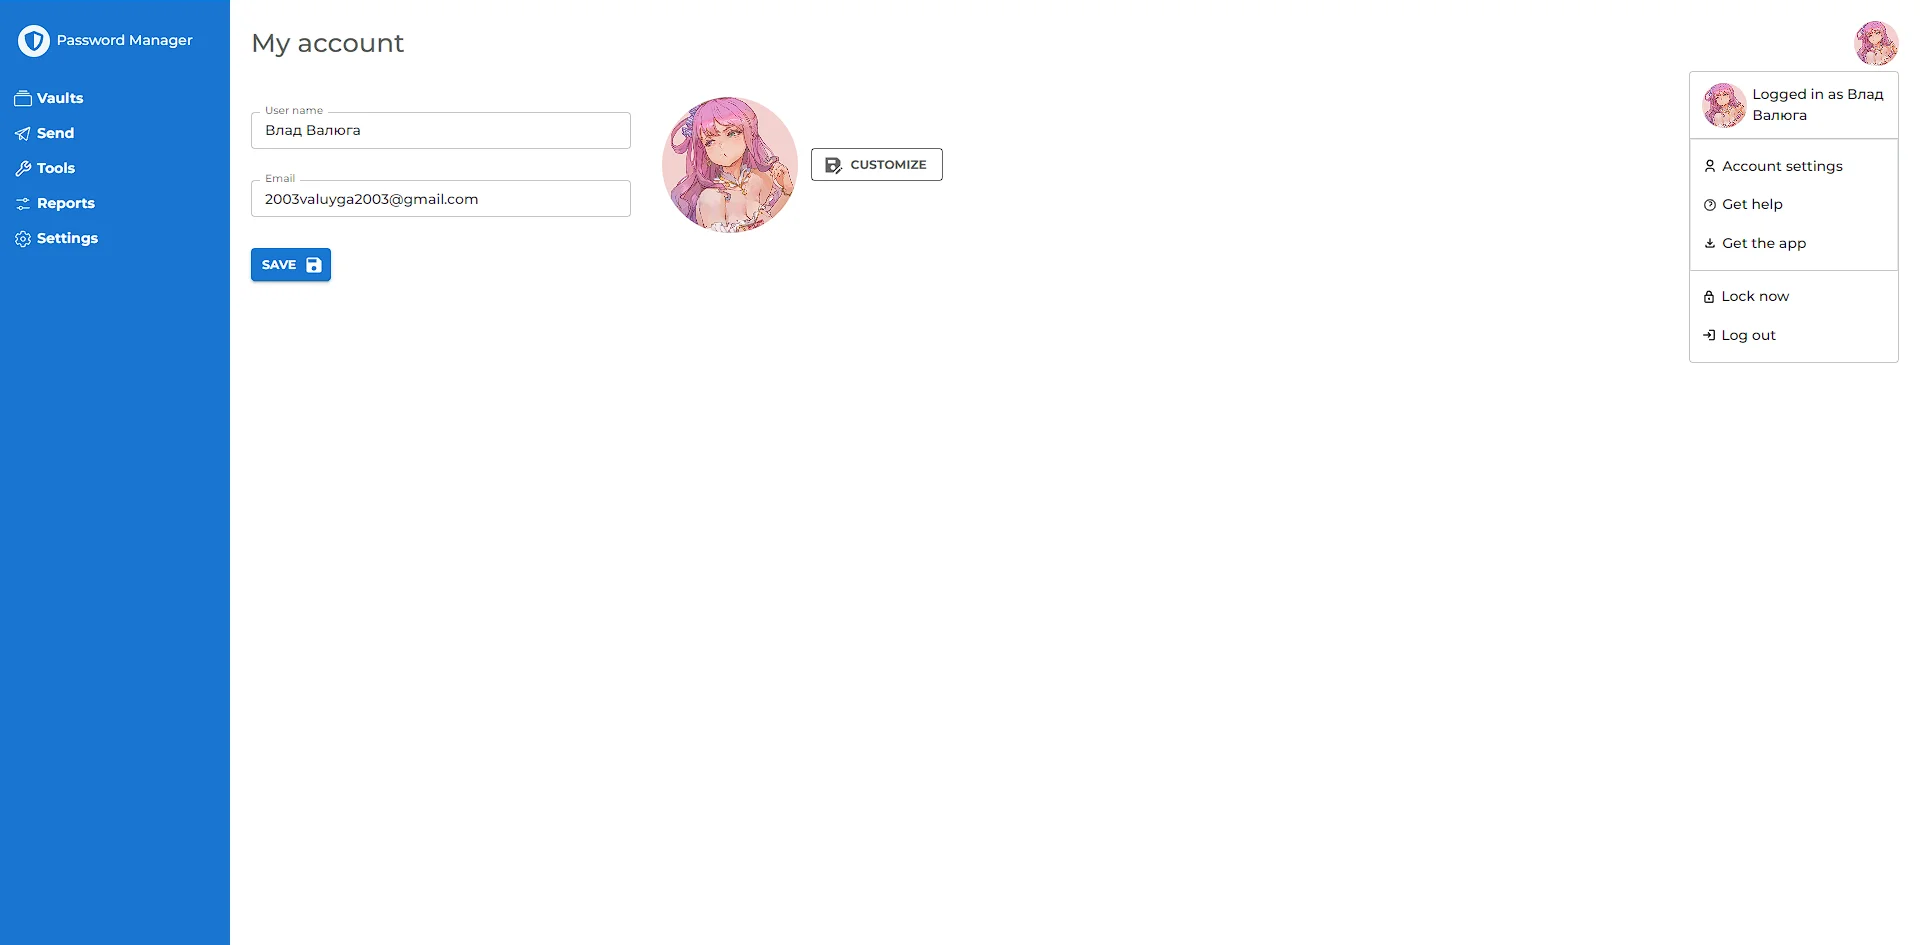 Password Manager
Vaults
Send
Tools
Reports
Settings
My account
User name
Влад Валюга
Email
2003valuyga2003@gmail.com
CUSTOMIZE
SAVE
Logged in as Влад
Валюга
Account settings
Get help
Get the app
Lock now
Log out